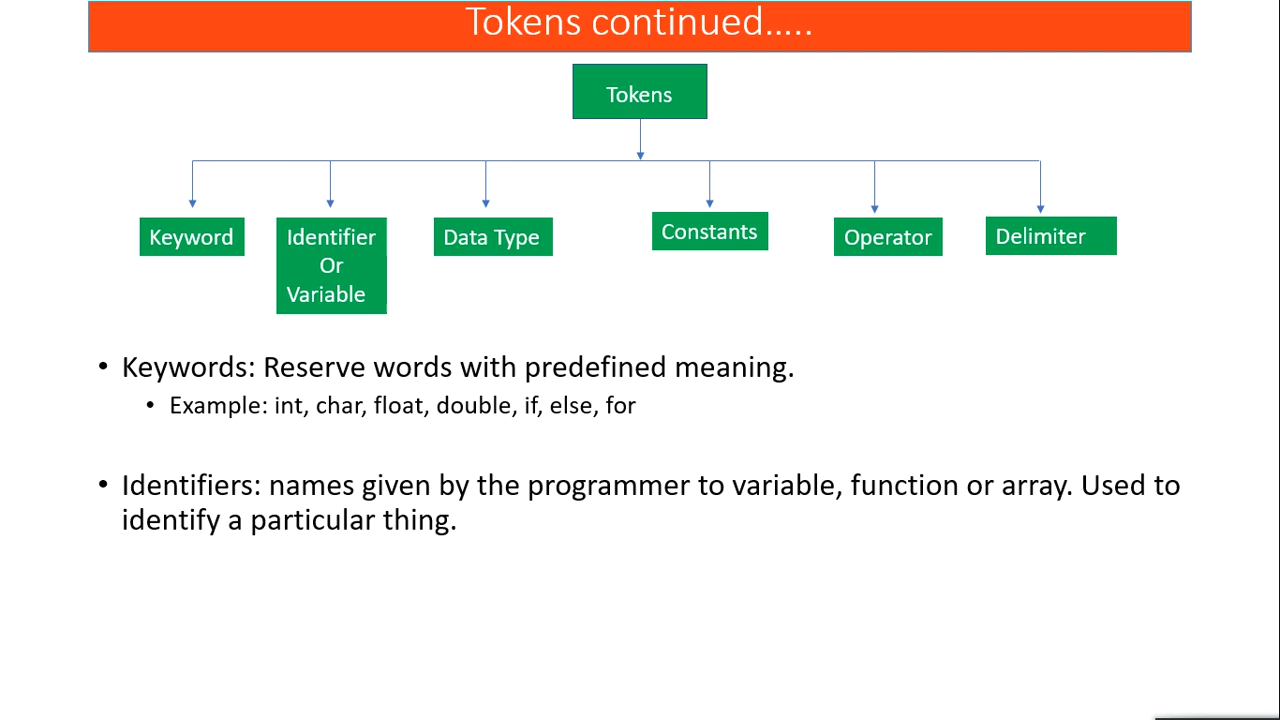 Tokens continued.....
Tokens
Keyword
Identifier
Or
Variable
Data Type
Constants
Operator
Delimiter
• Keywords: Reserve words with predefined meaning.
• Example: int, char, float, double, if, else, for
• Identifiers: names given by the programmer to variable, function or array. Used to
identify a particular thing.